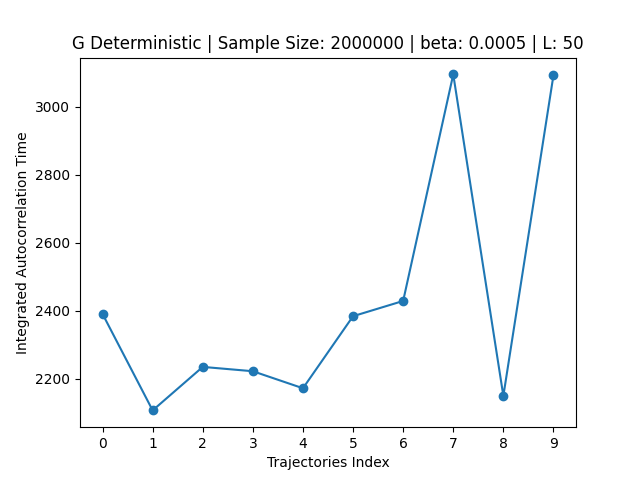 G Deterministic | Sample Size: 2000000 | beta: 0.0005 | L: 50
3000
2800
2600
2400
2200
Integrated Autocorrelation Time
0 1 2 3 4 5 6 7 8 9
Trajectories Index